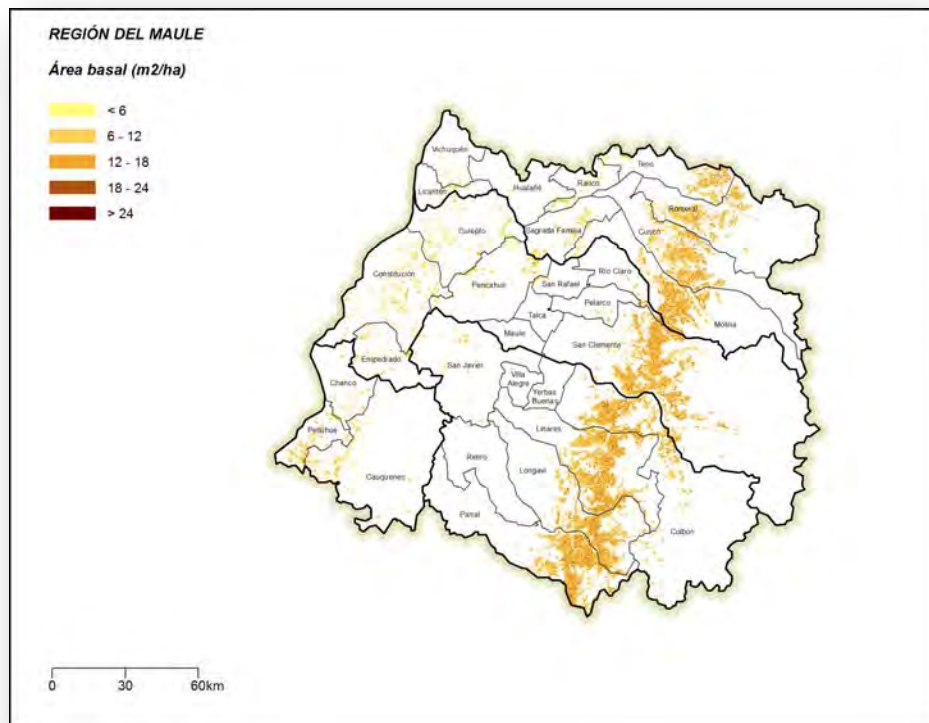 REGIÓN DEL MAULE
Área basal (m2/ha)
< 6
6 - 12
12 - 18
18 - 24
> 24
Vichuquén
Teno
Licantén
Hualañé
Rauco
Romeral
Curepto
Sagrada Familia
Curicó
Constitución
Pencahue
Río Claro
San Rafael
Pelarco
Talca
Molina
Maule
San Clemente
Empedrado
San Javier
Villa
Alegre
Chanco
Yerbas
Buenas
Pelluhue
Linares
Retiro
Longaví
Cauquenes
Parral
Colbún
0 30 60km